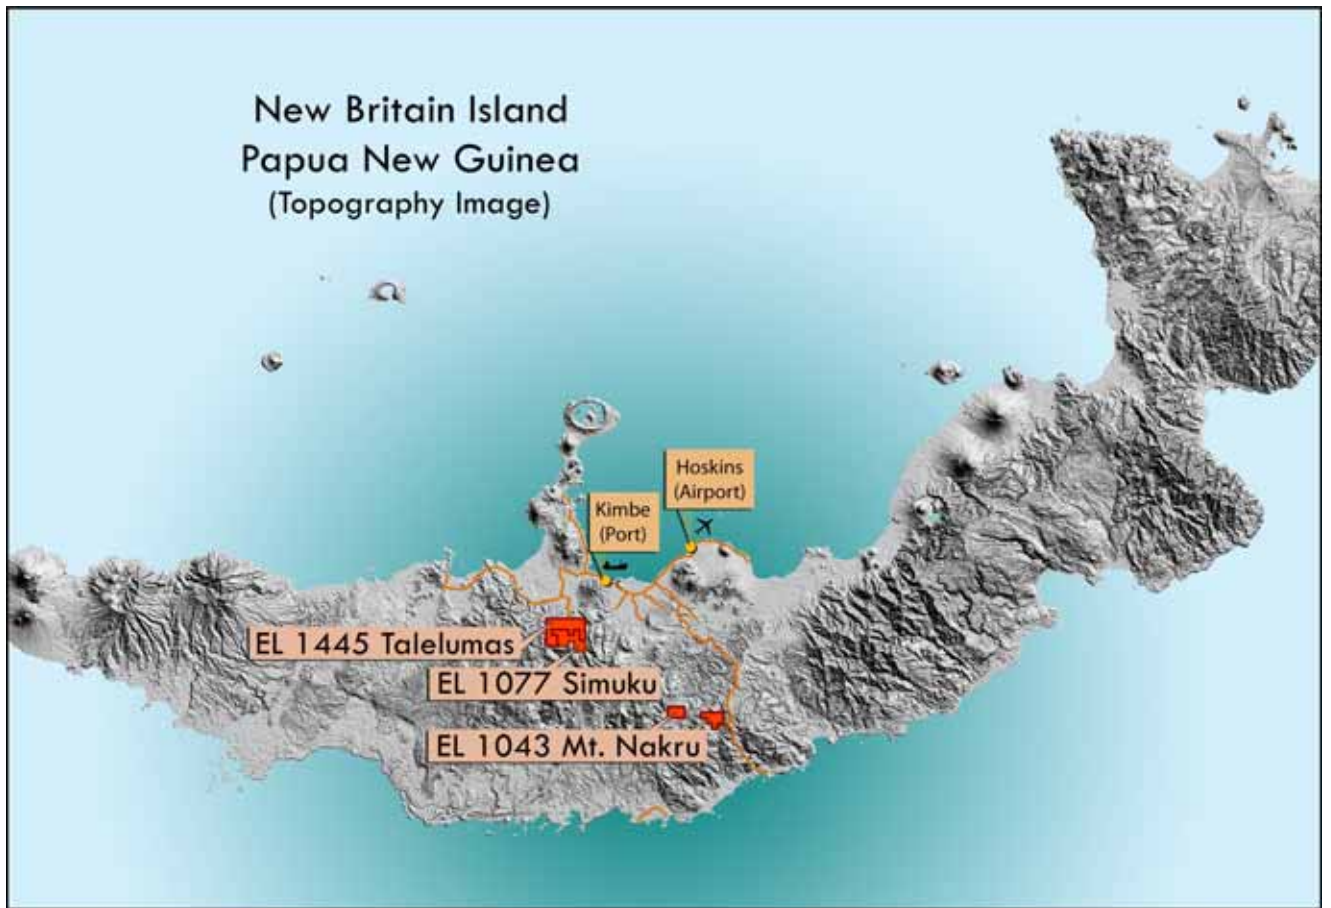 New Britain Island
Papua New Guinea
(Topography Image)
Hoskins
(Airport)
Kimbe
(Port)
EL 1445 Talelumas
EL 1077 Simuku
EL 1043 Mt. Nakru